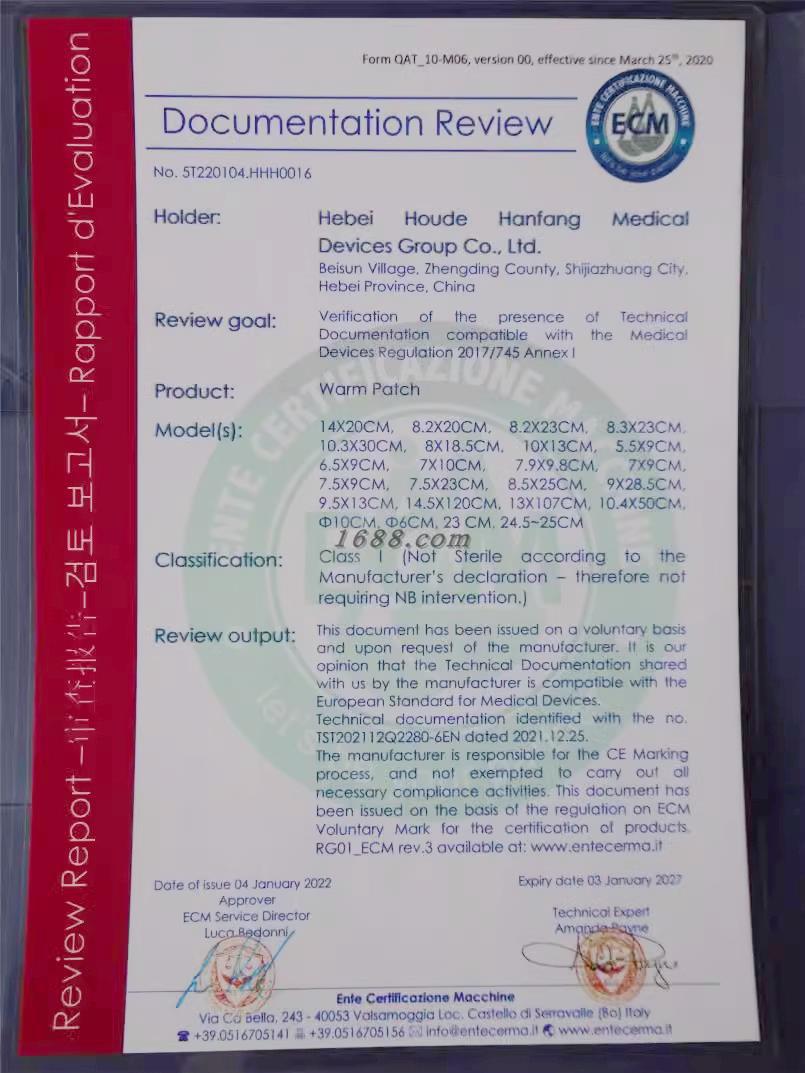 Form QAT_10-M06, version 00, effective since March 25th, 2020
ENTE CERTIFICAZIONE MACCHINE
ECM
Documentation Review
No. 5T220104.HHH0016
Holder:
Hebei Houde Hanfang Medical
Devices Group Co., Ltd.
Beisun Village, Zhengding County, Shijiazhuang City,
Hebei Province, China
Review goal:
Verification of the presence of Technical
Documentation compatible with the Medical
Devices Regulation 2017/745 Annex I
Product:
Warm Patch
Model(s):
14X20CM, 8.2X20CM, 8.2X23CM, 8.3X23CM,
10.3X30CM, 8X18.5CM, 10X13CM, 5.5X9CM,
6.5X9CM, 7X10CM, 7.9X9.8CM, 7X9CM,
7.5X9CM, 7.5X23CM, 8.5X25CM, 9X28.5CM,
9.5X13CM, 14.5X120CM, 13X107CM, 10.4X50CM,
Φ10CM, Φ6CM, 23 CM, 24.5~25CM
1688.com
Classification:
Class I (Not Sterile according to the
Manufacturer's declaration – therefore not
requiring NB intervention.)
Review output:
This document has been issued on a voluntary basis
and upon request of the manufacturer. It is our
opinion that the Technical Documentation shared
with us by the manufacturer is compatible with the
European Standard for Medical Devices.
Technical documentation identified with the no.
TST202112Q2280-6EN dated 2021.12.25.
The manufacturer is responsible for the CE Marking
process, and not exempted to carry out all
necessary compliance activities. This document has
been issued on the basis of the regulation on ECM
Voluntary Mark for the certification of products.
RG01_ECM rev.3 available at: www.entecerma.it
Date of issue 04 January 2022
Expiry date 03 January 2027
Approver
ECM Service Director
Luca Bedonni
Technical Expert
Amanda Payne
Ente Certificazione Macchine
Via Ca' Bella, 243 - 40053 Valsamoggia Loc. Castello di Serravalle (Bo) Italy
+39.0516705141 +39.0516705156 info@entecerma.it www.entecerma.it
Review Report –审查报告–검토 보고서– Rapport d'Evaluation
ENTE CERTIFICAZIONE MACCHINE